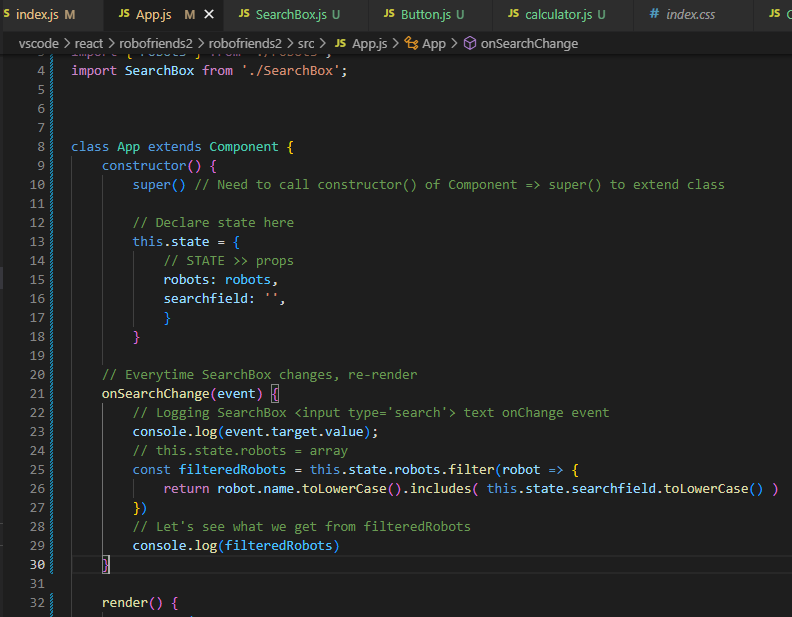 JS index.js M
JS App.js M ×
JS SearchBox.js U
JS Button.js U
JS calculator.js U
# index.css
JS
vscode > react > robofriends2 > robofriends2 > src > JS App.js > App > onSearchChange
4 import SearchBox from './SearchBox';
5
6
7
8 class App extends Component {
9 constructor() {
10 super() // Need to call constructor() of Component => super() to extend class
11
12 // Declare state here
13 this.state = {
14 // STATE >> props
15 robots: robots,
16 searchfield: '',
17 }
18 }
19
20 // Everytime SearchBox changes, re-render
21 onSearchChange(event) {
22 // Logging SearchBox <input type='search'> text onChange event
23 console.log(event.target.value);
24 // this.state.robots = array
25 const filteredRobots = this.state.robots.filter(robot => {
26 return robot.name.toLowerCase().includes( this.state.searchfield.toLowerCase() )
27 })
28 // Let's see what we get from filteredRobots
29 console.log(filteredRobots)
30 }
31
32 render() {